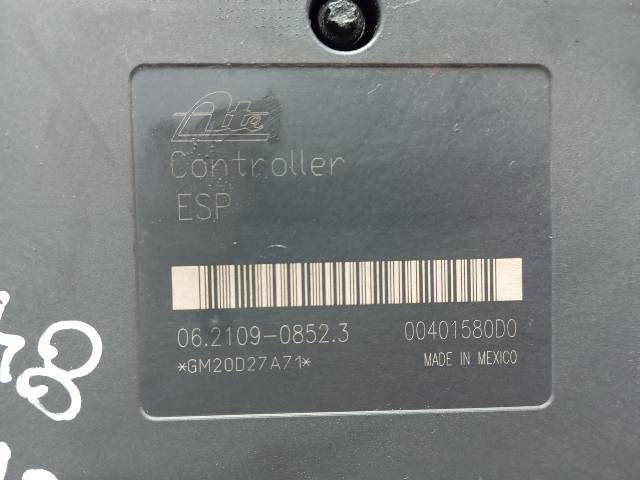 Ate
Controller
ESP
06.2109-0852.3 00401580D0
*GM20D27A71* MADE IN MEXICO